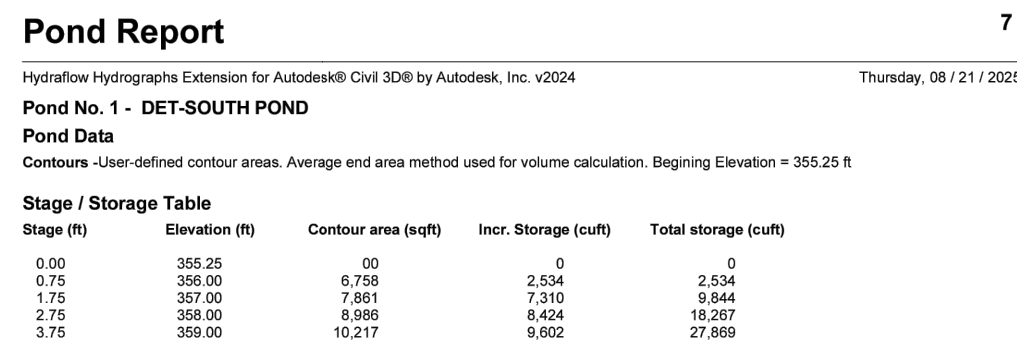 Pond Report
7
Hydraflow Hydrographs Extension for Autodesk® Civil 3D® by Autodesk, Inc. v2024 Thursday, 08 / 21 / 2025
Pond No. 1 - DET-SOUTH POND
Pond Data
Contours -User-defined contour areas. Average end area method used for volume calculation. Begining Elevation = 355.25 ft
Stage / Storage Table
Stage (ft) Elevation (ft) Contour area (sqft) Incr. Storage (cuft) Total storage (cuft)
0.00 355.25 00 0 0
0.75 356.00 6,758 2,534 2,534
1.75 357.00 7,861 7,310 9,844
2.75 358.00 8,986 8,424 18,267
3.75 359.00 10,217 9,602 27,869